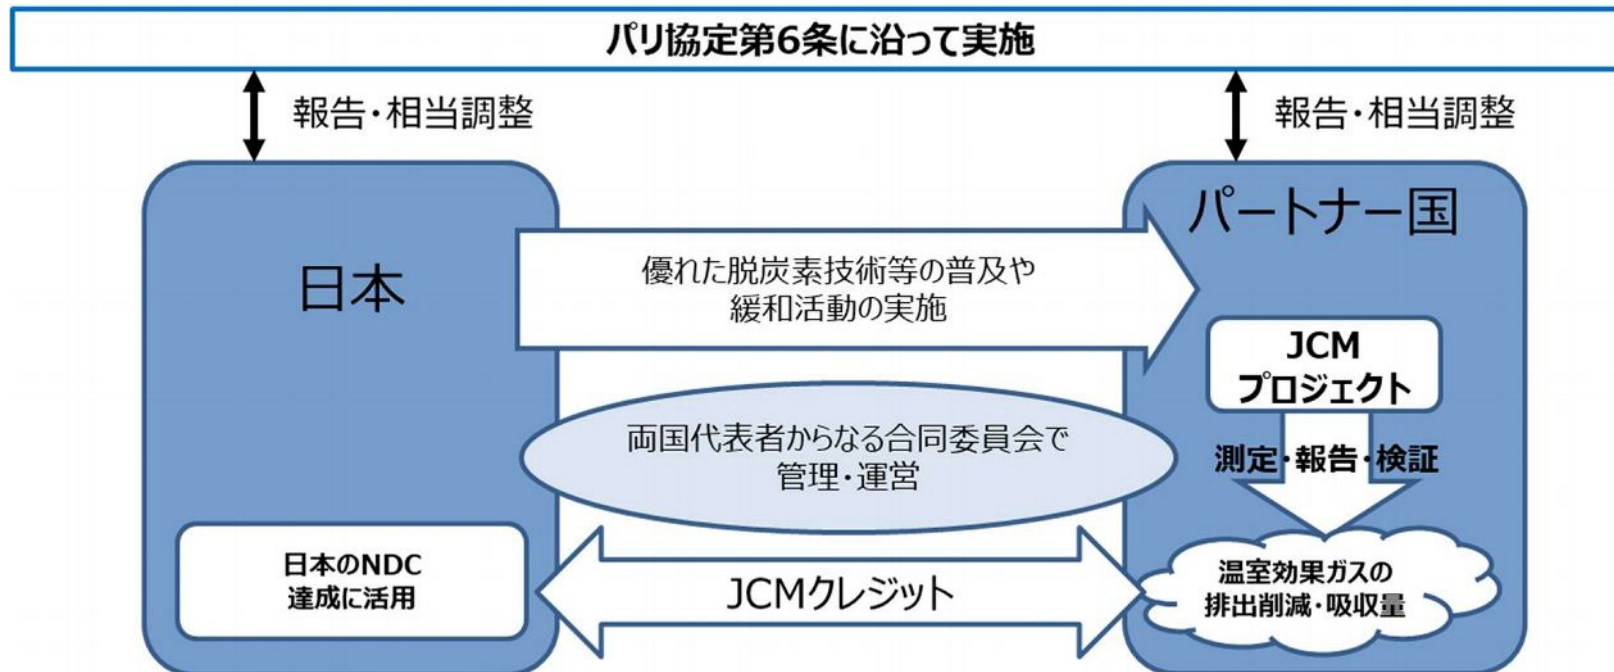 パリ協定第6条に沿って実施
報告・相当調整
報告・相当調整
日本
パートナー国
優れた脱炭素技術等の普及や
緩和活動の実施
JCM
プロジェクト
両国代表者からなる合同委員会で
管理・運営
測定・報告・検証
日本のNDC
達成に活用
JCMクレジット
温室効果ガスの
排出削減・吸収量